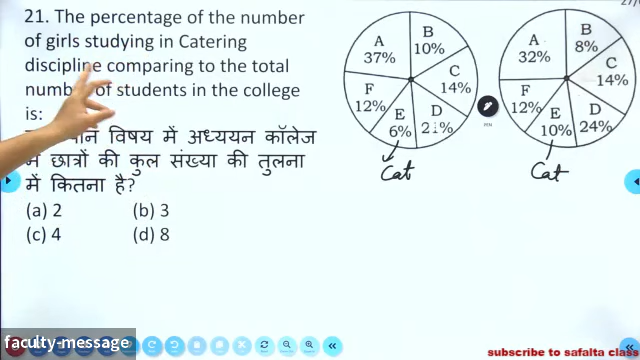 21. The percentage of the number
of girls studying in Catering
discipline comparing to the total
number of students in the college
is:
विषय में अध्ययन कॉलेज
में छात्रों की कुल संख्या की तुलना
में कितना है?
(a) 2 (b) 3
(c) 4 (d) 8
A
37%
B
10%
C
14%
D
21%
E
6%
F
12%
Cat
A
32%
B
8%
C
14%
D
24%
E
10%
F
12%
Cat
PEN
faculty-message
subscribe to safalta class